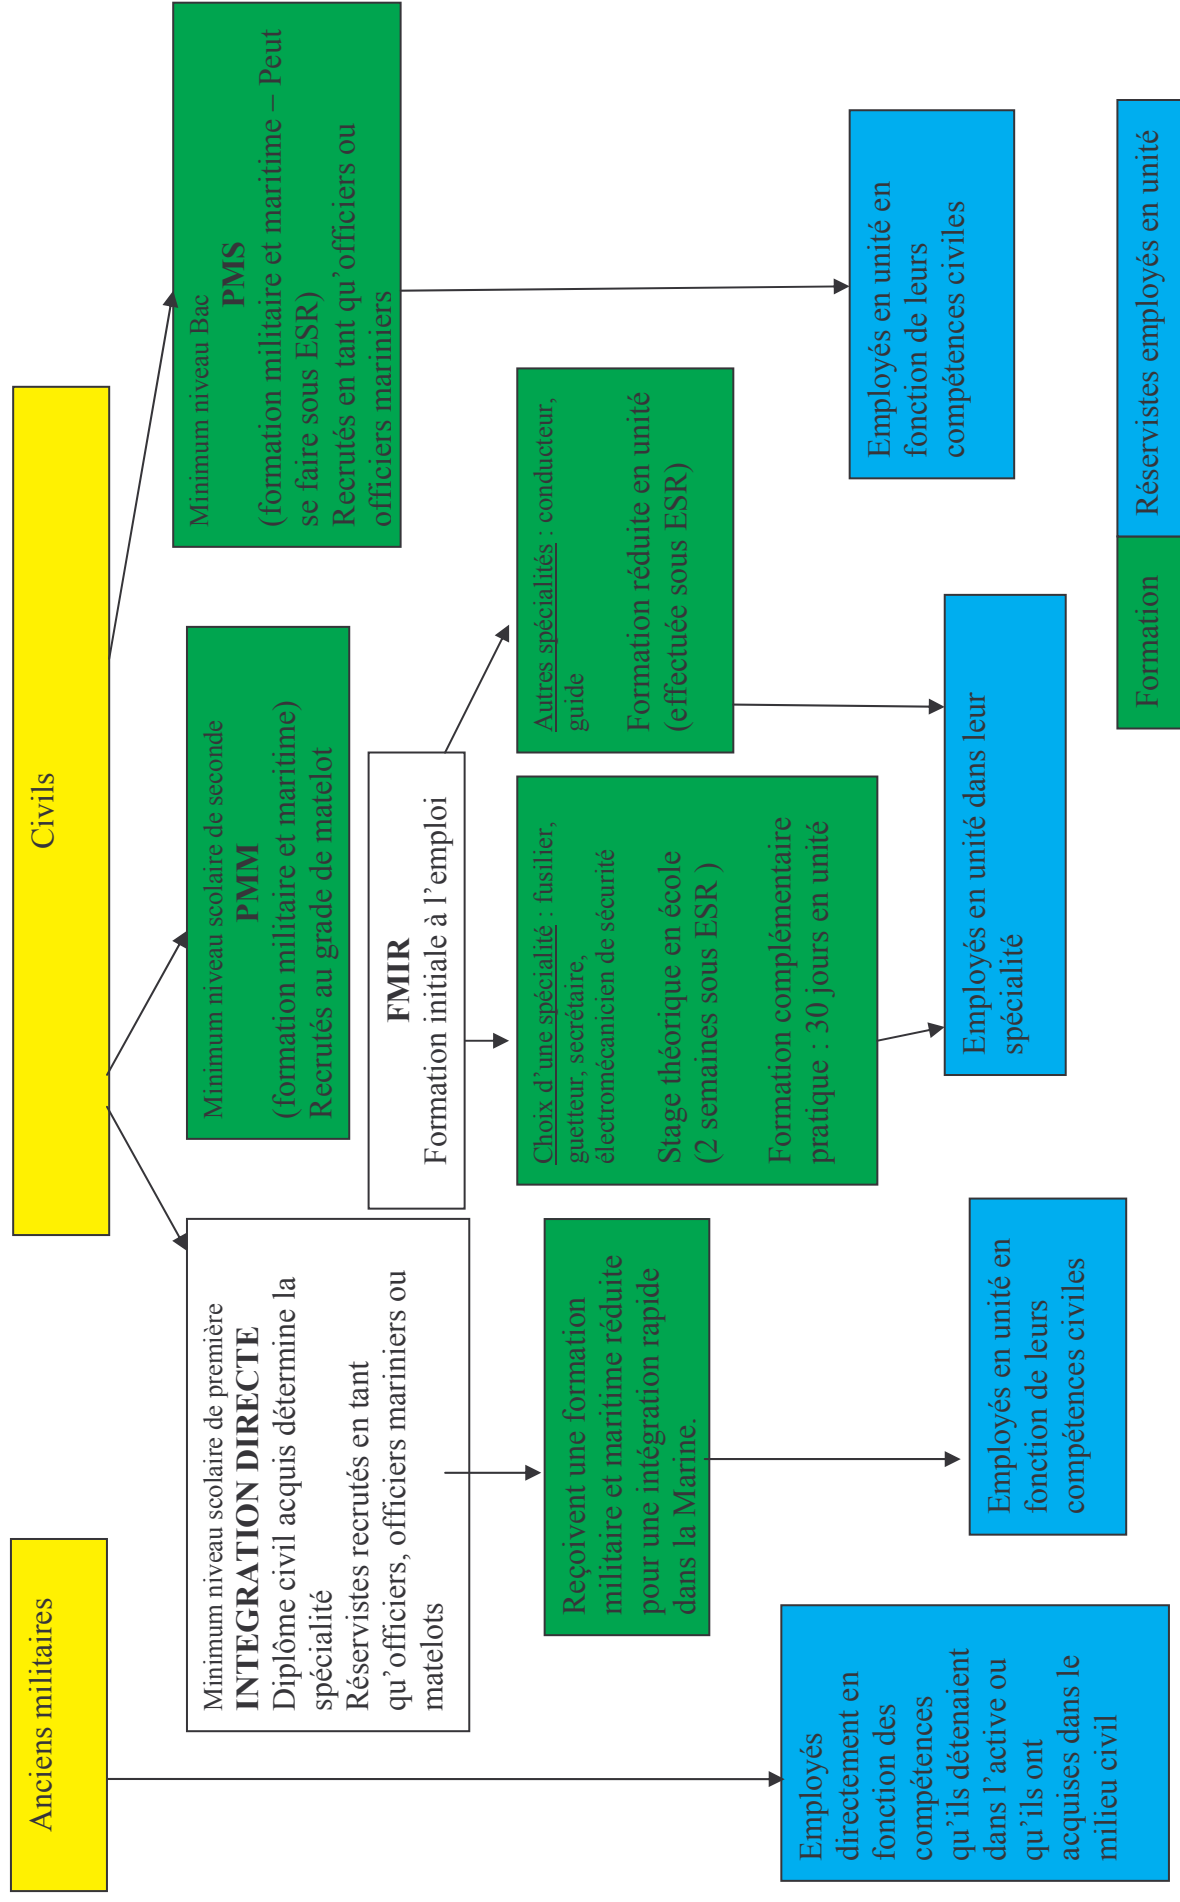 Anciens militaires
Civils
Minimum niveau scolaire de première
INTEGRATION DIRECTE
Diplôme civil acquis détermine la
spécialité
Réservistes recrutés en tant
qu'officiers, officiers mariniers ou
matelots
Minimum niveau scolaire de seconde
PMM
(formation militaire et maritime)
Recrutés au grade de matelot
Minimum niveau Bac
PMS
(formation militaire et maritime – Peut
se faire sous ESR)
Recrutés en tant qu'officiers ou
officiers mariniers
FMIR
Formation initiale à l'emploi
Reçoivent une formation
militaire et maritime réduite
pour une intégration rapide
dans la Marine.
Choix d'une spécialité : fusilier,
guetteur, secrétaire,
électromécanicien de sécurité
Stage théorique en école
(2 semaines sous ESR )
Formation complémentaire
pratique : 30 jours en unité
Autres spécialités : conducteur,
guide
Formation réduite en unité
(effectuée sous ESR)
Employés
directement en
fonction des
compétences
qu'ils détenaient
dans l'active ou
qu'ils ont
acquises dans le
milieu civil
Employés en unité en
fonction de leurs
compétences civiles
Employés en unité dans leur
spécialité
Employés en unité en
fonction de leurs
compétences civiles
Formation
Réservistes employés en unité